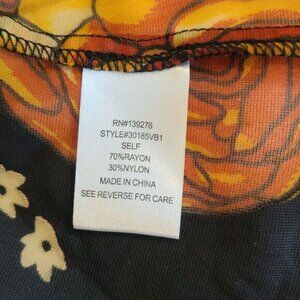 RN#139276
STYLE#30185VB1
SELF
70%RAYON
30%NYLON
MADE IN CHINA
SEE REVERSE FOR CARE